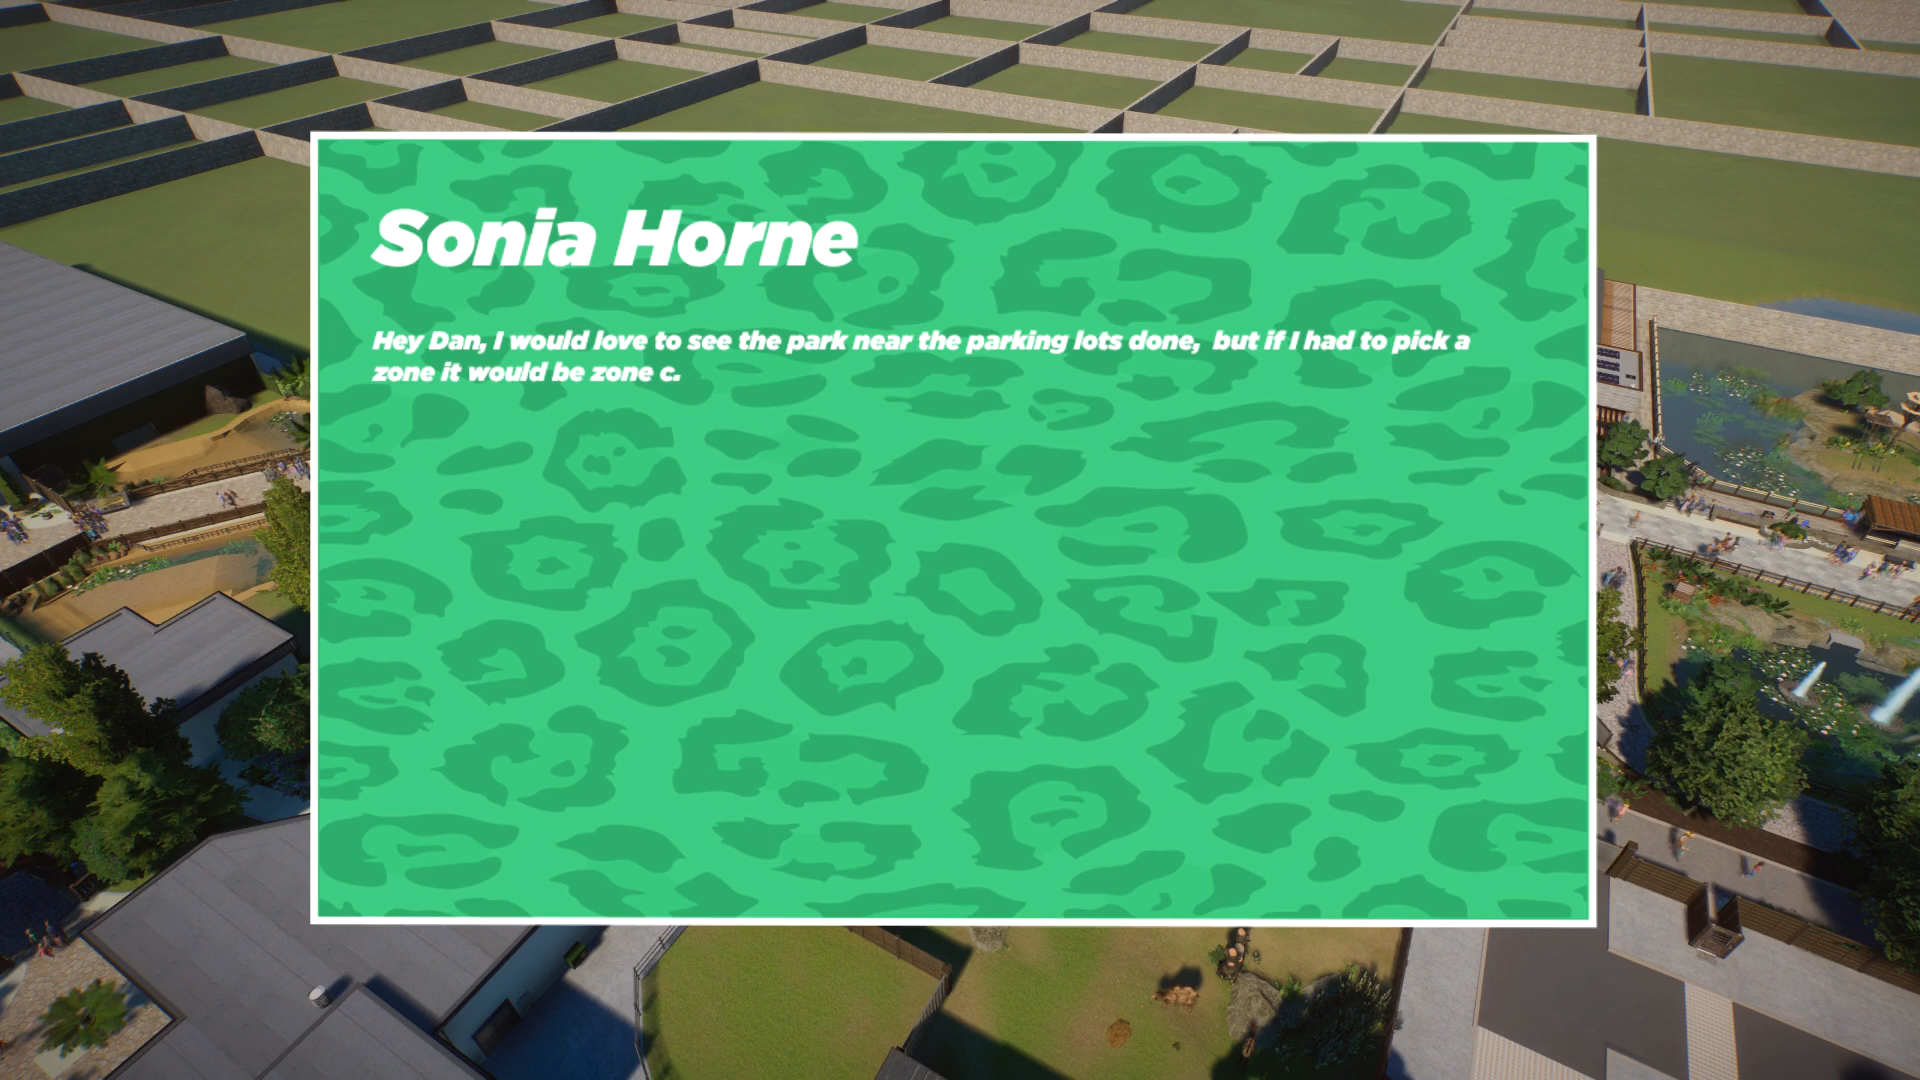 Sonia Horne
Hey Dan, I would love to see the park near the parking lots done,  but if I had to pick a
zone it would be zone c.